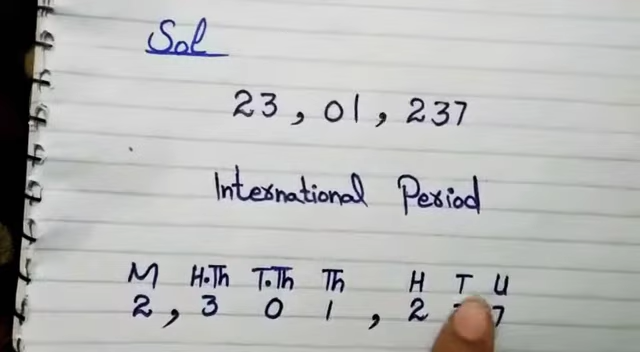 Sol
23, 01, 237
International Period
M H.Th T.Th Th H T U
2, 3 0 1, 2 7